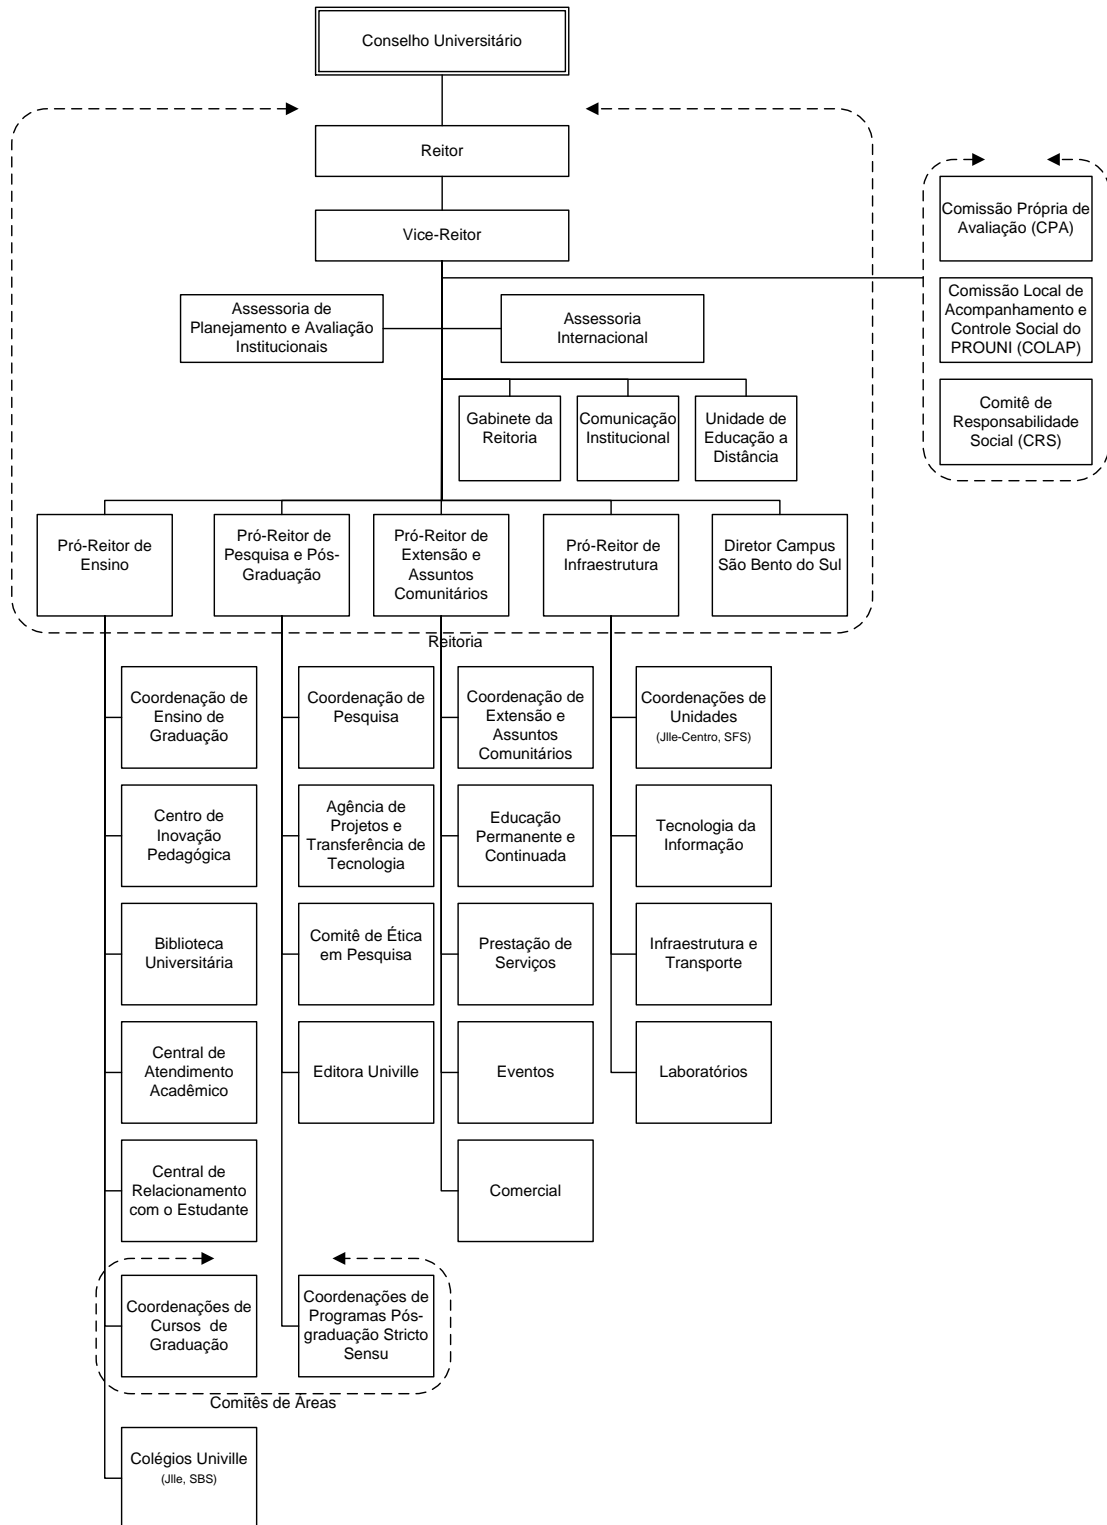 Conselho Universitário
Reitor
Vice-Reitor
Comissão Própria de
Avaliação (CPA)
Comissão Local de
Acompanhamento e
Controle Social do
PROUNI (COLAP)
Comitê de
Responsabilidade
Social (CRS)
Assessoria de
Planejamento e Avaliação
Institucionais
Assessoria
Internacional
Gabinete da
Reitoria
Comunicação
Institucional
Unidade de
Educação a
Distância
Pró-Reitor de
Ensino
Pró-Reitor de
Pesquisa e Pós-
Graduação
Pró-Reitor de
Extensão e
Assuntos
Comunitários
Pró-Reitor de
Infraestrutura
Diretor Campus
São Bento do Sul
Reitoria
Coordenação de
Ensino de
Graduação
Coordenação de
Pesquisa
Coordenação de
Extensão e
Assuntos
Comunitários
Coordenações de
Unidades
(Jlle-Centro, SFS)
Centro de
Inovação
Pedagógica
Agência de
Projetos e
Transferência de
Tecnologia
Educação
Permanente e
Continuada
Tecnologia da
Informação
Biblioteca
Universitária
Comitê de Ética
em Pesquisa
Prestação de
Serviços
Infraestrutura e
Transporte
Central de
Atendimento
Acadêmico
Editora Univille
Eventos
Laboratórios
Central de
Relacionamento
com o Estudante
Comercial
Coordenações de
Cursos de
Graduação
Coordenações de
Programas Pós-
graduação Stricto
Sensu
Comitês de Áreas
Colégios Univille
(Jlle, SBS)